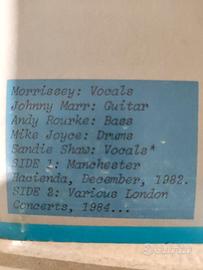 Morrissey: Vocals
Johnny Marr: Guitar
Andy Rourke: Bass
Mike Joyce: Drums
Sandie Shaw: Vocals*
SIDE 1: Manchester
Hacienda, December, 1982.
SIDE 2: Various London
Concerts, 1984...
subito